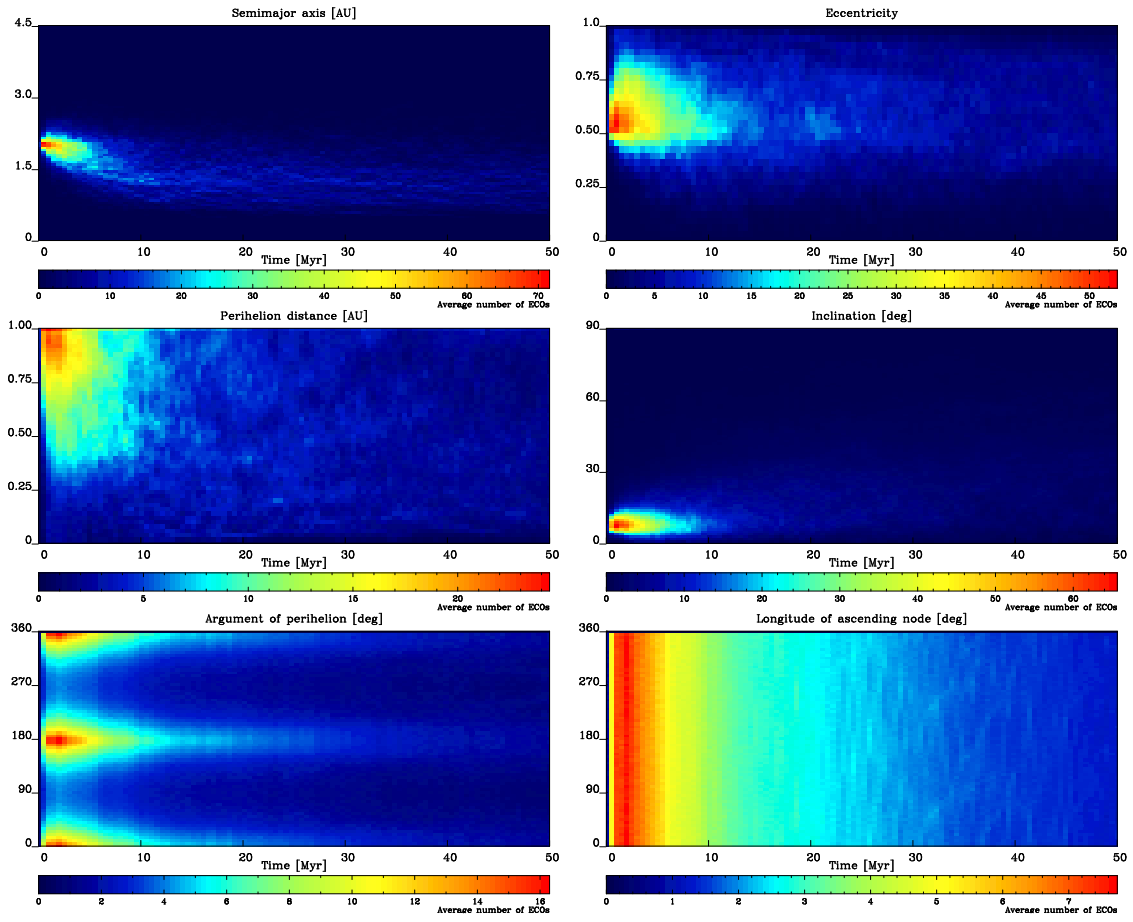 Semimajor axis [AU]
4.5
3.0
1.5
0
0 10 20 30 40 50
Time [Myr]
0 10 20 30 40 50 60 70
Average number of ECOs
Eccentricity
1.0
0.75
0.50
0.25
0
0 10 20 30 40 50
Time [Myr]
0 5 10 15 20 25 30 35 40 45 50
Average number of ECOs
Perihelion distance [AU]
1.00
0.75
0.50
0.25
0
0 10 20 30 40 50
Time [Myr]
0 5 10 15 20
Average number of ECOs
Inclination [deg]
90
60
30
0
0 10 20 30 40 50
Time [Myr]
0 10 20 30 40 50 60
Average number of ECOs
Argument of perihelion [deg]
360
270
180
90
0
0 10 20 30 40 50
Time [Myr]
0 2 4 6 8 10 12 14 16
Average number of ECOs
Longitude of ascending node [deg]
360
270
180
90
0
0 10 20 30 40 50
Time [Myr]
0 1 2 3 4 5 6 7
Average number of ECOs